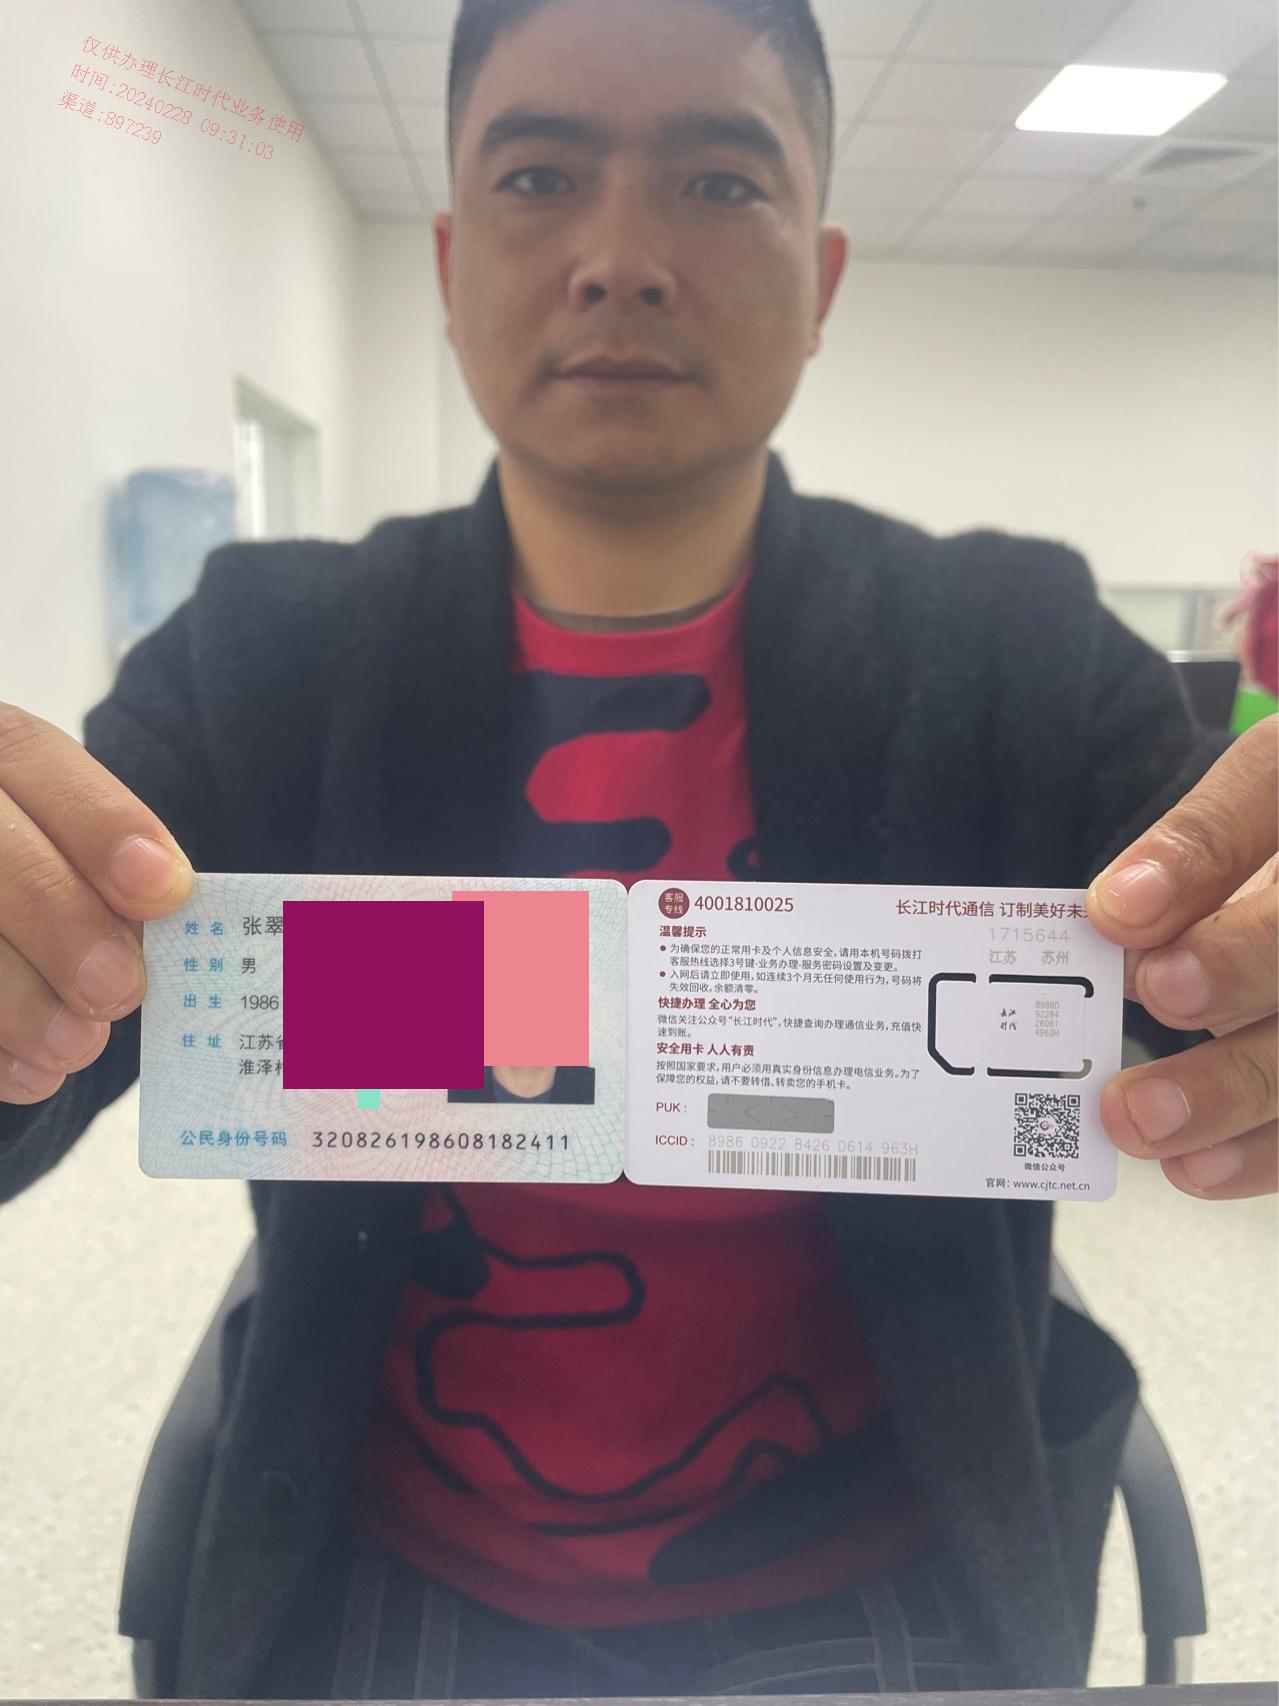 仅供办理长江时代业务使用
时间:20240228 09:31:03
渠道:897239
姓 名 张翠
性 别 男
出 生 1986
住 址 江苏省
淮泽村
公民身份号码 320826198608182411
客服专线 4001810025
长江时代通信 订制美好未
1715644
江苏 苏州
温馨提示
● 为确保您的正常用卡及个人信息安全,请用本机号码拨打
客服热线选择3号键-业务办理-服务密码设置及变更。
● 入网后请立即使用,如连续3个月无任何使用行为,号码将
失效回收,余额清零。
快捷办理 全心为您
微信关注公众号“长江时代”,快捷查询办理通信业务,充值快
速到账。
安全用卡 人人有责
按照国家要求,用户必须用真实身份信息办理电信业务。为了
保障您的权益,请不要转借、转卖您的手机卡。
长江
时代
89860
92284
26061
4963H
PUK:
ICCID: 8986 0922 8426 0614 963H
微信公众号
官网:www.cjtc.net.cn